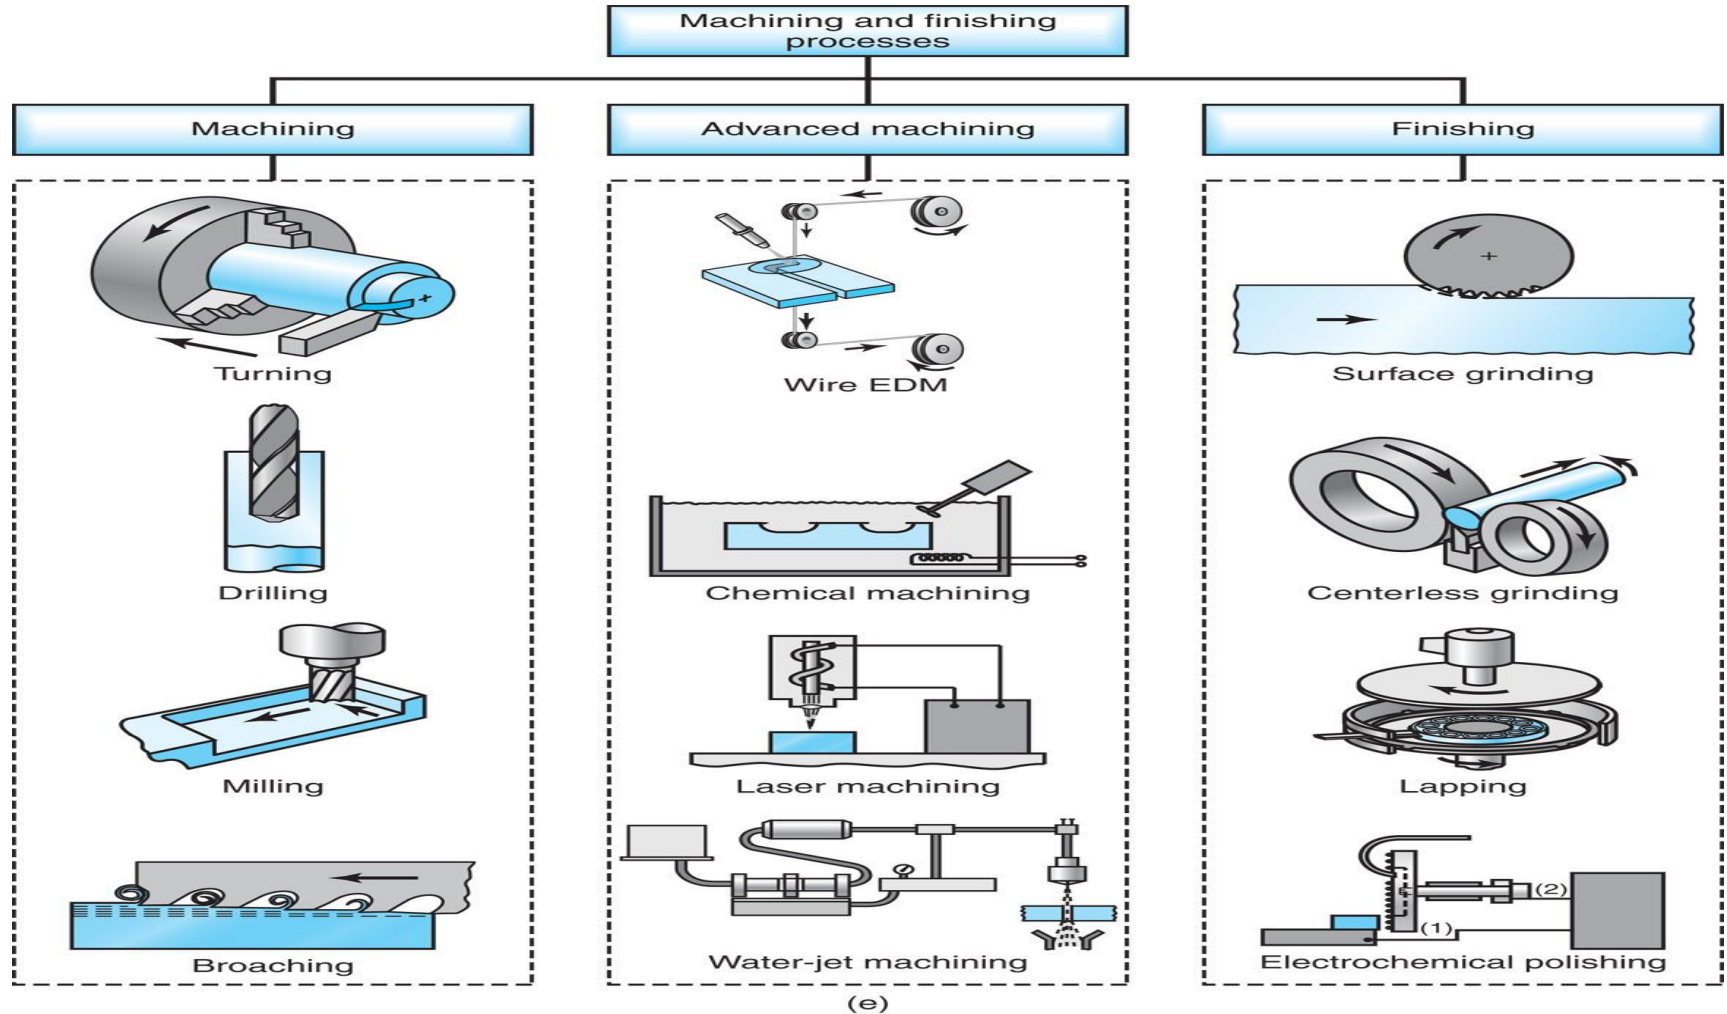 Machining and finishing
processes
Machining
Advanced machining
Finishing
Turning
Drilling
Milling
Broaching
Wire EDM
Chemical machining
Laser machining
Water-jet machining
Surface grinding
Centerless grinding
Lapping
(2)
(1)
Electrochemical polishing
(e)